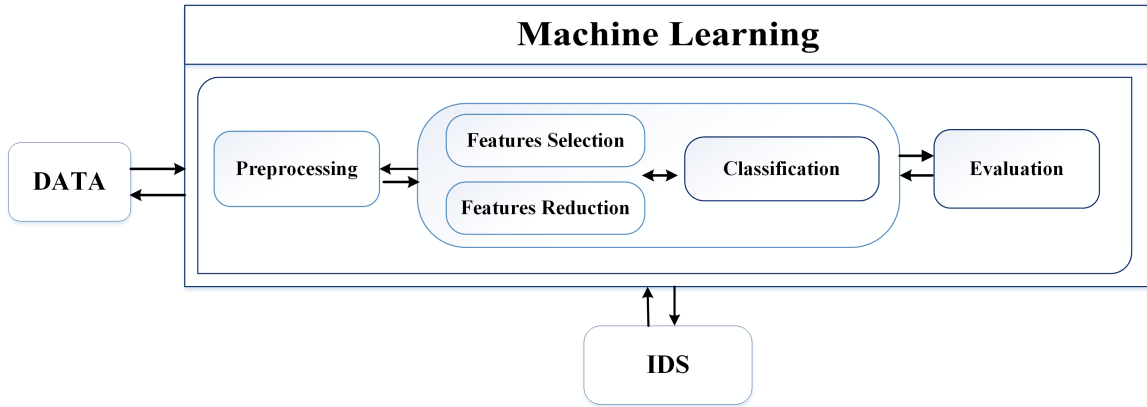 Machine Learning
DATA
Preprocessing
Features Selection
Features Reduction
Classification
Evaluation
IDS